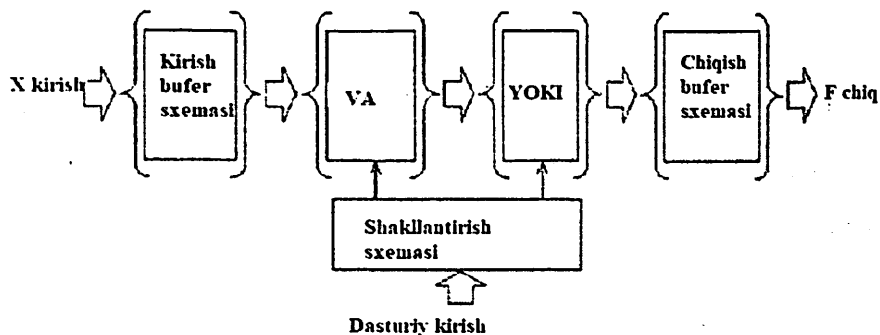 X kirish
Kirish
bufer
sxemasi
VA
YOKI
Chiqish
bufer
sxemasi
F chiq
Shakllantirish
sxemasi
Dasturiy kirish